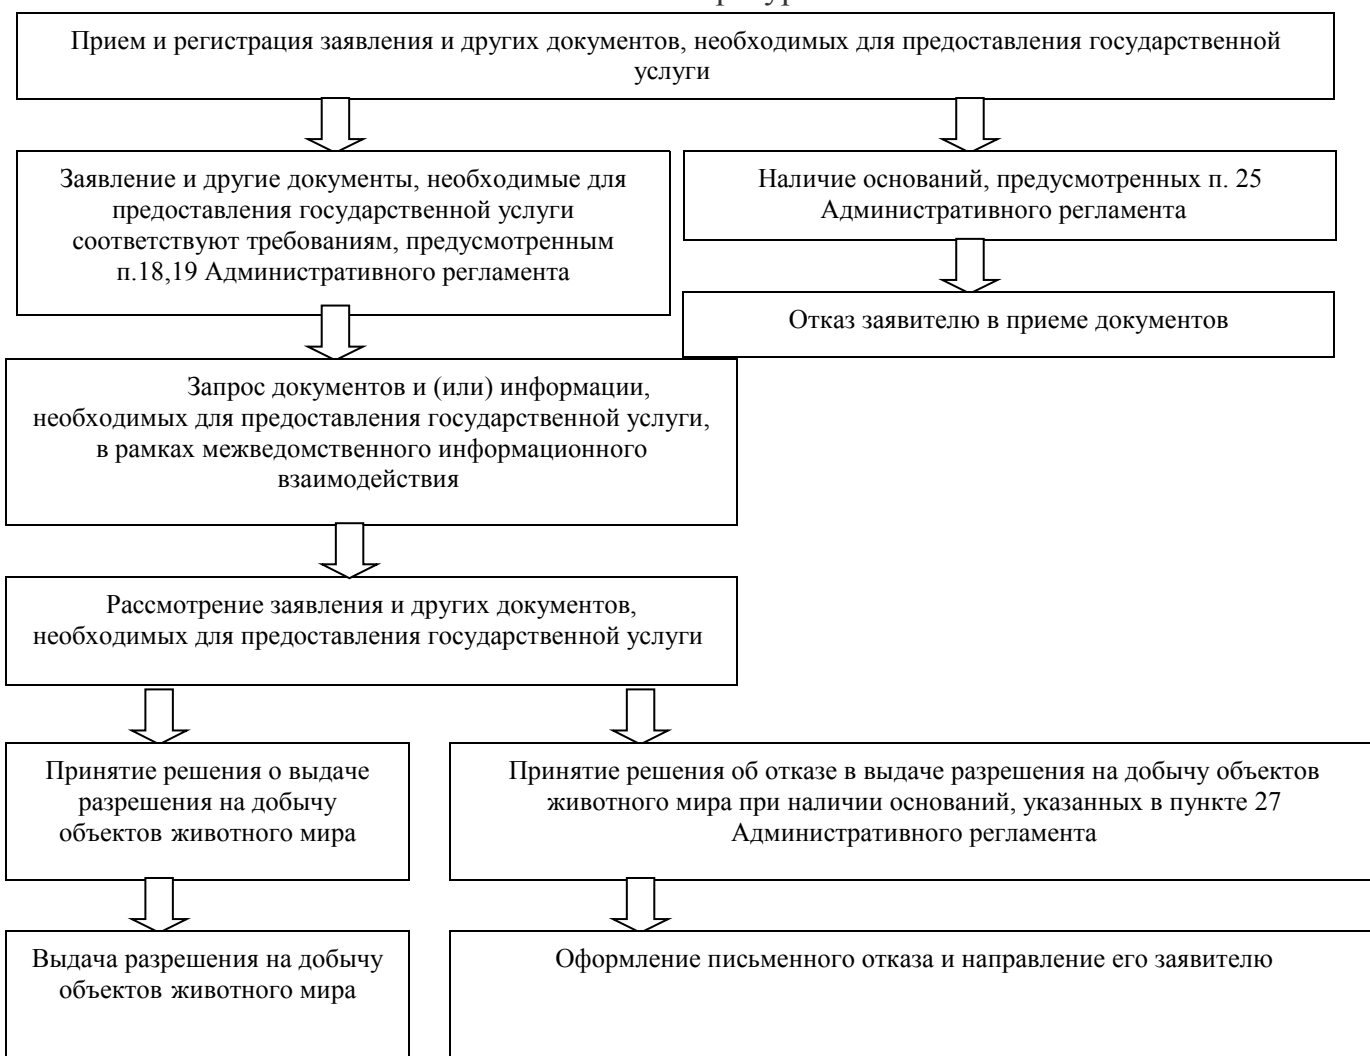 Прием и регистрация заявления и других документов, необходимых для предоставления государственной
услуги
Заявление и другие документы, необходимые для
предоставления государственной услуги
соответствуют требованиям, предусмотренным
п.18,19 Административного регламента
Наличие оснований, предусмотренных п. 25
Административного регламента
Отказ заявителю в приеме документов
Запрос документов и (или) информации,
необходимых для предоставления государственной услуги,
в рамках межведомственного информационного
взаимодействия
Рассмотрение заявления и других документов,
необходимых для предоставления государственной услуги
Принятие решения о выдаче
разрешения на добычу
объектов животного мира
Принятие решения об отказе в выдаче разрешения на добычу объектов
животного мира при наличии оснований, указанных в пункте 27
Административного регламента
Выдача разрешения на добычу
объектов животного мира
Оформление письменного отказа и направление его заявителю